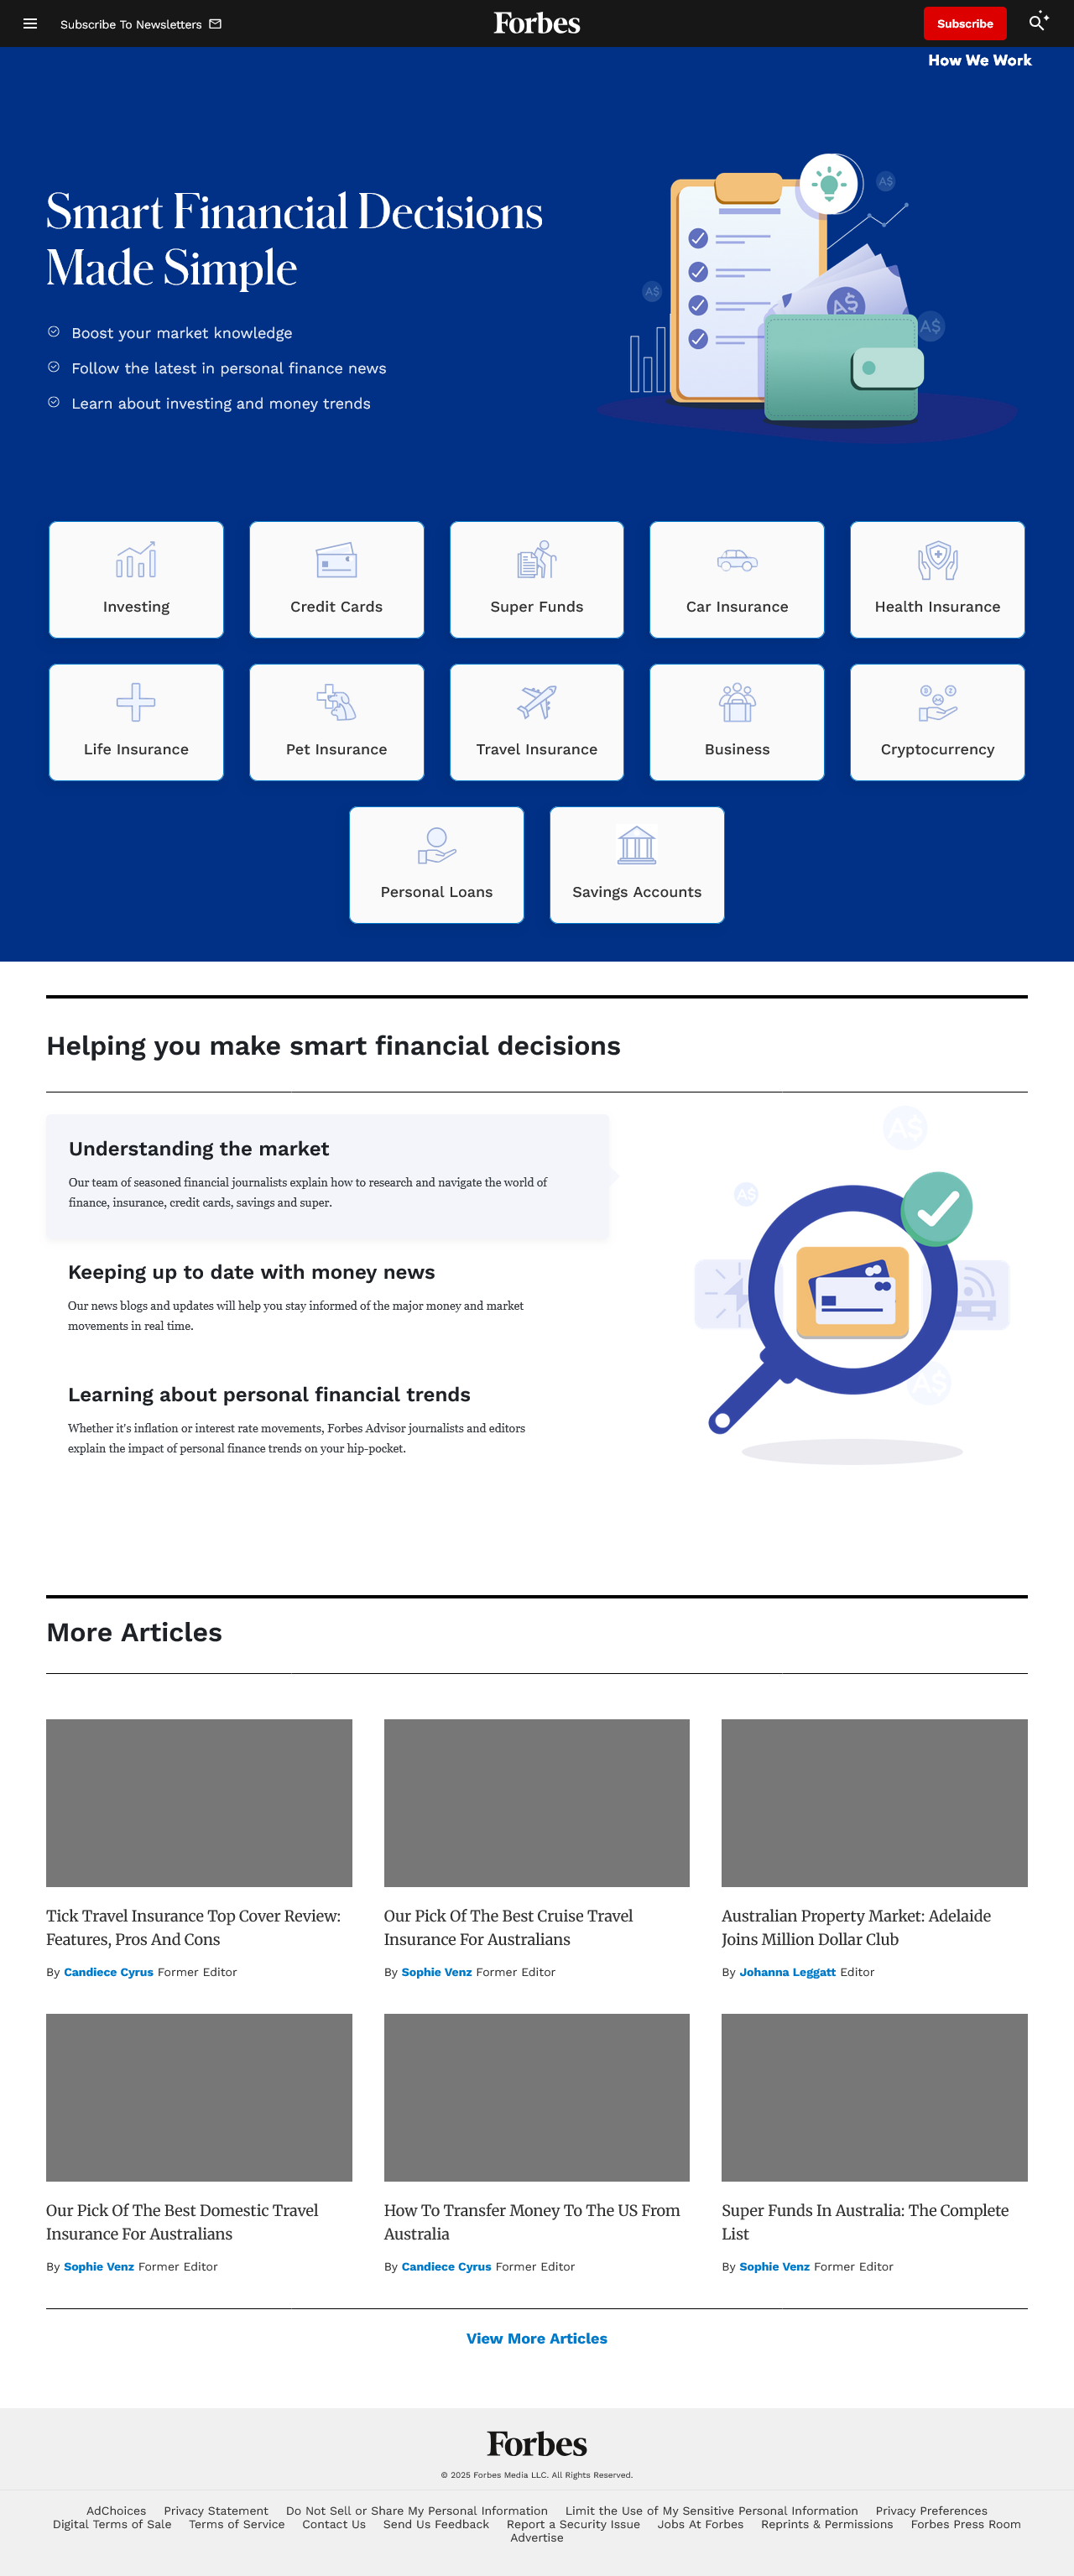 Subscribe To Newsletters
Forbes
Subscribe
How We Work
Smart Financial Decisions
Made Simple
Boost your market knowledge
Follow the latest in personal finance news
Learn about investing and money trends
A$
A$
A$
A$
Investing
Credit Cards
Super Funds
Car Insurance
Health Insurance
Life Insurance
Pet Insurance
Travel Insurance
Business
Cryptocurrency
Personal Loans
Savings Accounts
Helping you make smart financial decisions
Understanding the market
Our team of seasoned financial journalists explain how to research and navigate the world of
finance, insurance, credit cards, savings and super.
Keeping up to date with money news
Our news blogs and updates will help you stay informed of the major money and market
movements in real time.
Learning about personal financial trends
Whether it's inflation or interest rate movements, Forbes Advisor journalists and editors
explain the impact of personal finance trends on your hip-pocket.
A$
A$
A$
More Articles
Tick Travel Insurance Top Cover Review:
Features, Pros And Cons
By Candiece Cyrus Former Editor
Our Pick Of The Best Cruise Travel
Insurance For Australians
By Sophie Venz Former Editor
Australian Property Market: Adelaide
Joins Million Dollar Club
By Johanna Leggatt Editor
Our Pick Of The Best Domestic Travel
Insurance For Australians
By Sophie Venz Former Editor
How To Transfer Money To The US From
Australia
By Candiece Cyrus Former Editor
Super Funds In Australia: The Complete
List
By Sophie Venz Former Editor
View More Articles
Forbes
© 2025 Forbes Media LLC. All Rights Reserved.
AdChoices Privacy Statement Do Not Sell or Share My Personal Information Limit the Use of My Sensitive Personal Information Privacy Preferences
Digital Terms of Sale Terms of Service Contact Us Send Us Feedback Report a Security Issue Jobs At Forbes Reprints & Permissions Forbes Press Room
Advertise